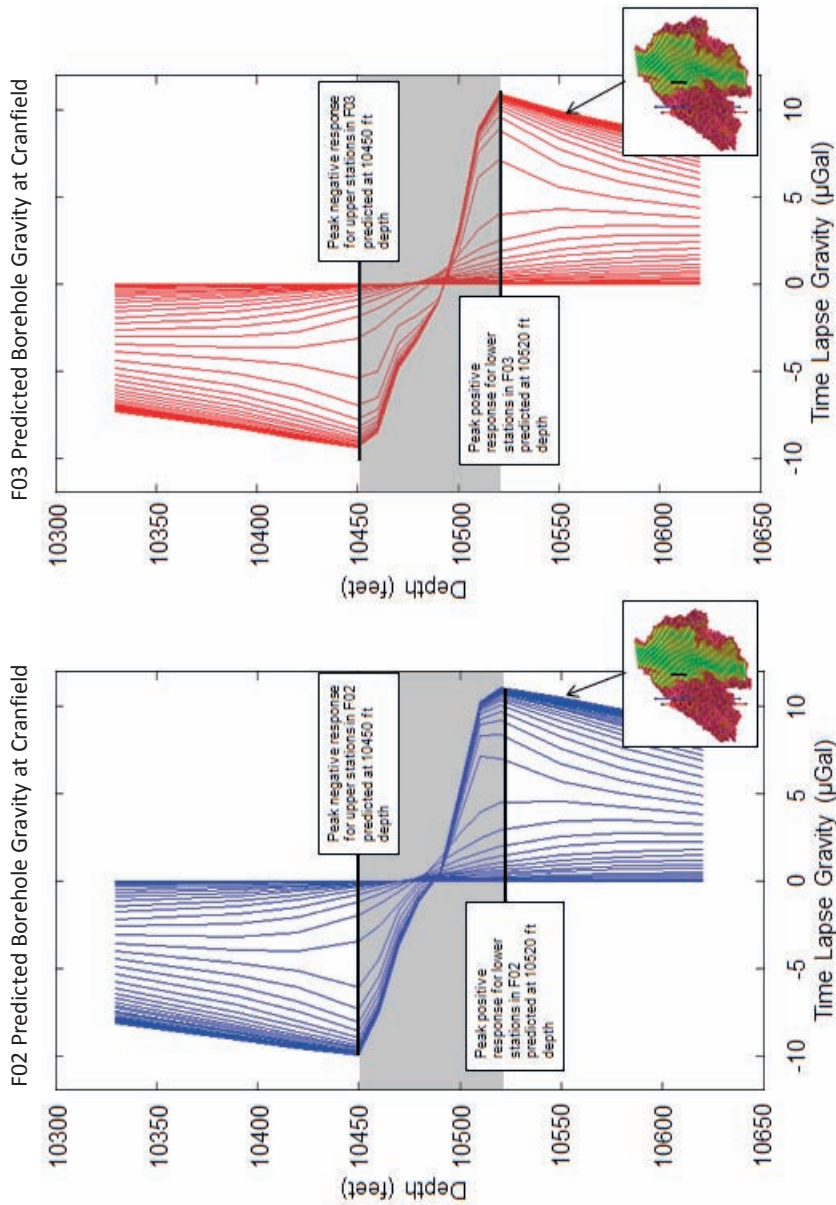 F02 Predicted Borehole Gravity at Cranfield
10300
10350
10400
10450
10500
10550
10600
10650
Depth (feet)
Peak negative response
for upper stations in F02
predicted at 10450 ft
depth
Peak positive
response for lower
stations in F02
predicted at 10520 ft
depth
-10
-5
0
5
10
Time Lapse Gravity (µGal)
F03 Predicted Borehole Gravity at Cranfield
10300
10350
10400
10450
10500
10550
10600
10650
Depth (feet)
Peak negative response
for upper stations in F03
predicted at 10450 ft
depth
Peak positive
response for lower
stations in F03
predicted at 10520 ft
depth
-10
-5
0
5
10
Time Lapse Gravity (µGal)